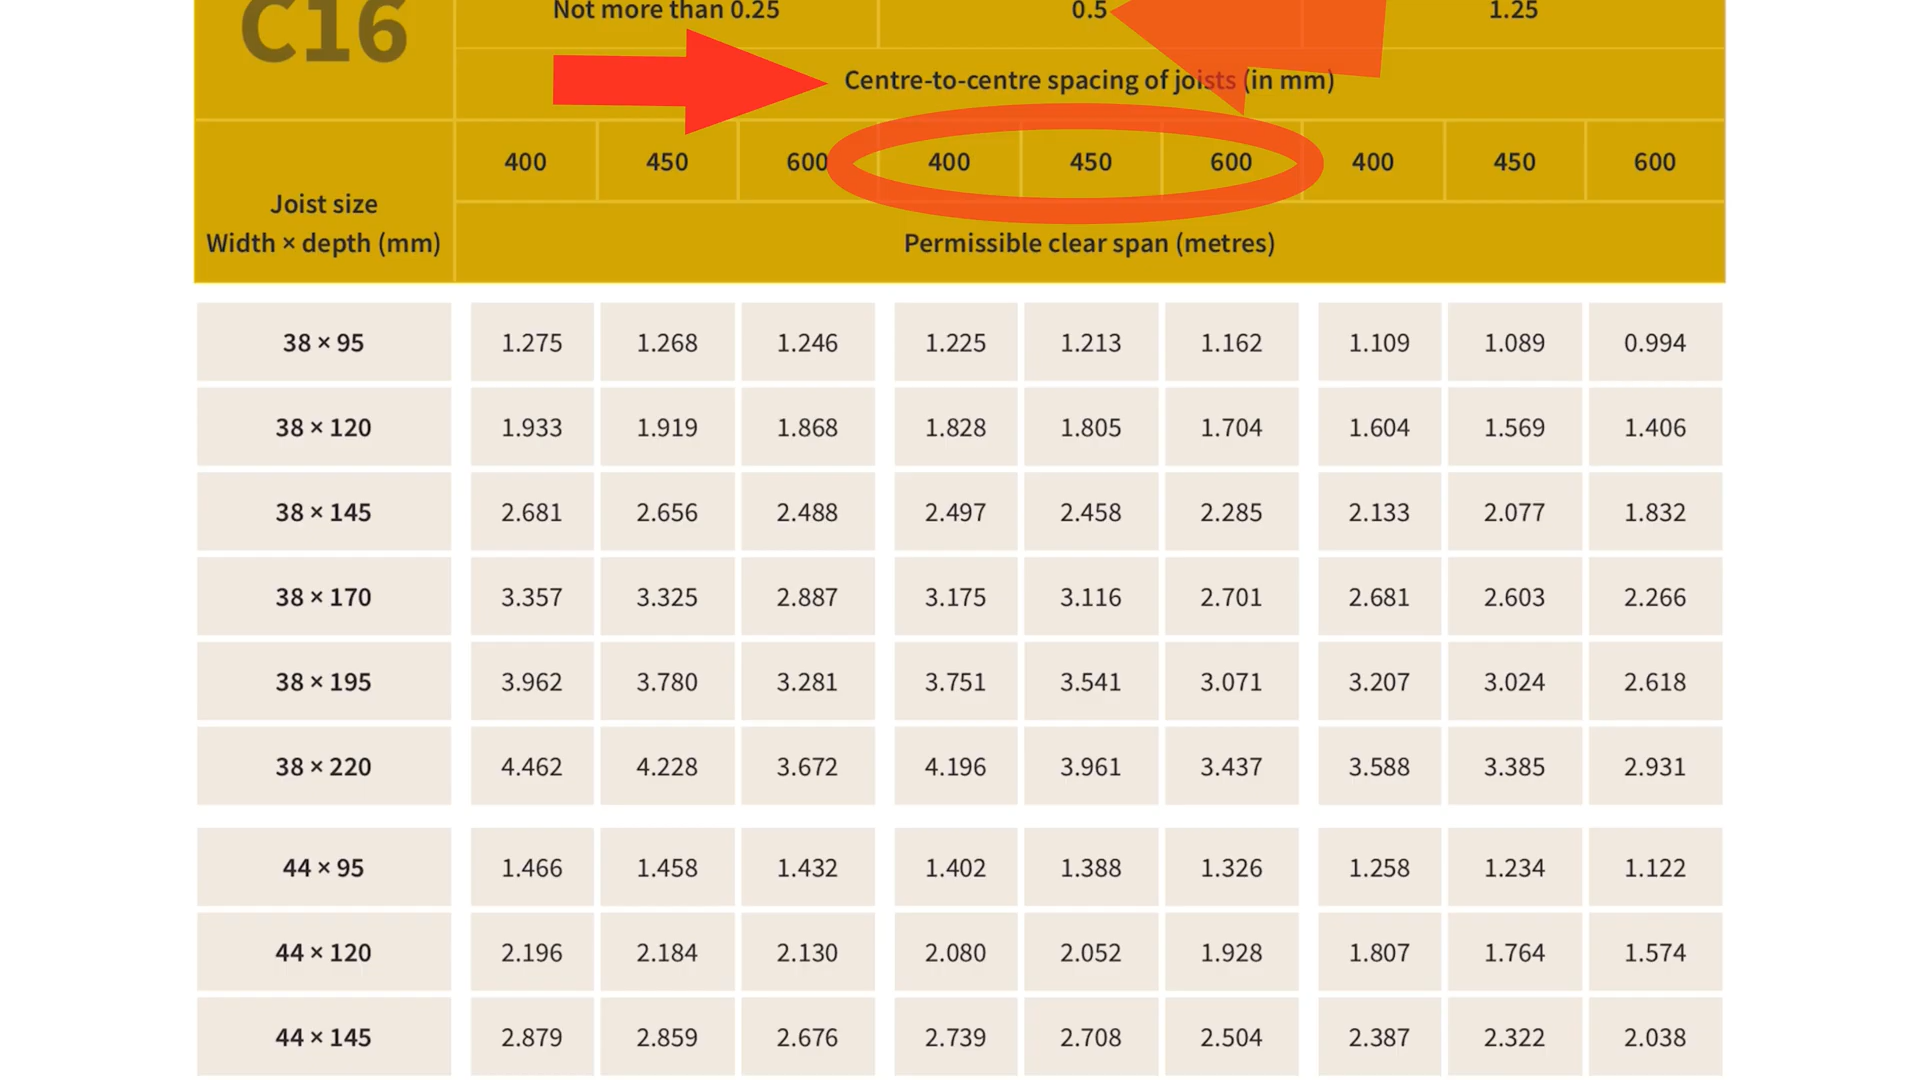 C16
Not more than 0.25 0.5 1.25
Centre-to-centre spacing of joists (in mm)
400 450 600 400 450 600 400 450 600
Joist size
Width × depth (mm)
Permissible clear span (metres)
38 × 95 1.275 1.268 1.246 1.225 1.213 1.162 1.109 1.089 0.994
38 × 120 1.933 1.919 1.868 1.828 1.805 1.704 1.604 1.569 1.406
38 × 145 2.681 2.656 2.488 2.497 2.458 2.285 2.133 2.077 1.832
38 × 170 3.357 3.325 2.887 3.175 3.116 2.701 2.681 2.603 2.266
38 × 195 3.962 3.780 3.281 3.751 3.541 3.071 3.207 3.024 2.618
38 × 220 4.462 4.228 3.672 4.196 3.961 3.437 3.588 3.385 2.931
44 × 95 1.466 1.458 1.432 1.402 1.388 1.326 1.258 1.234 1.122
44 × 120 2.196 2.184 2.130 2.080 2.052 1.928 1.807 1.764 1.574
44 × 145 2.879 2.859 2.676 2.739 2.708 2.504 2.387 2.322 2.038